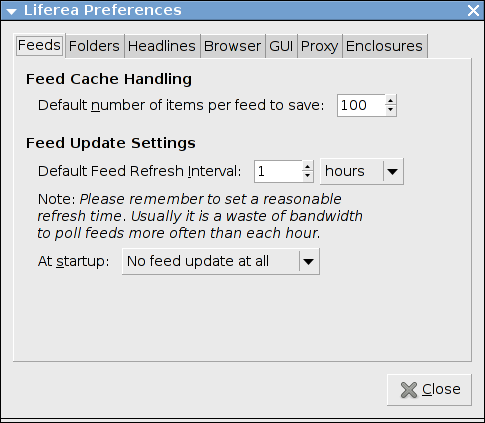 Liferea Preferences
Feeds Folders Headlines Browser GUI Proxy Enclosures
Feed Cache Handling
Default number of items per feed to save: 100
Feed Update Settings
Default Feed Refresh Interval: 1 hours
Note: Please remember to set a reasonable
refresh time. Usually it is a waste of bandwidth
to poll feeds more often than each hour.
At startup: No feed update at all
Close